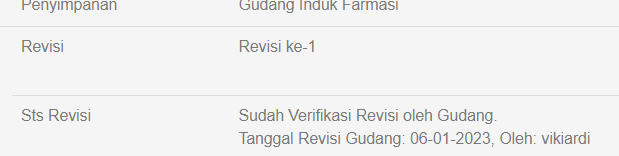 Penyimpanan Gudang Induk Farmasi
Revisi Revisi ke-1
Sts Revisi Sudah Verifikasi Revisi oleh Gudang.
Tanggal Revisi Gudang: 06-01-2023, Oleh: vikiardi